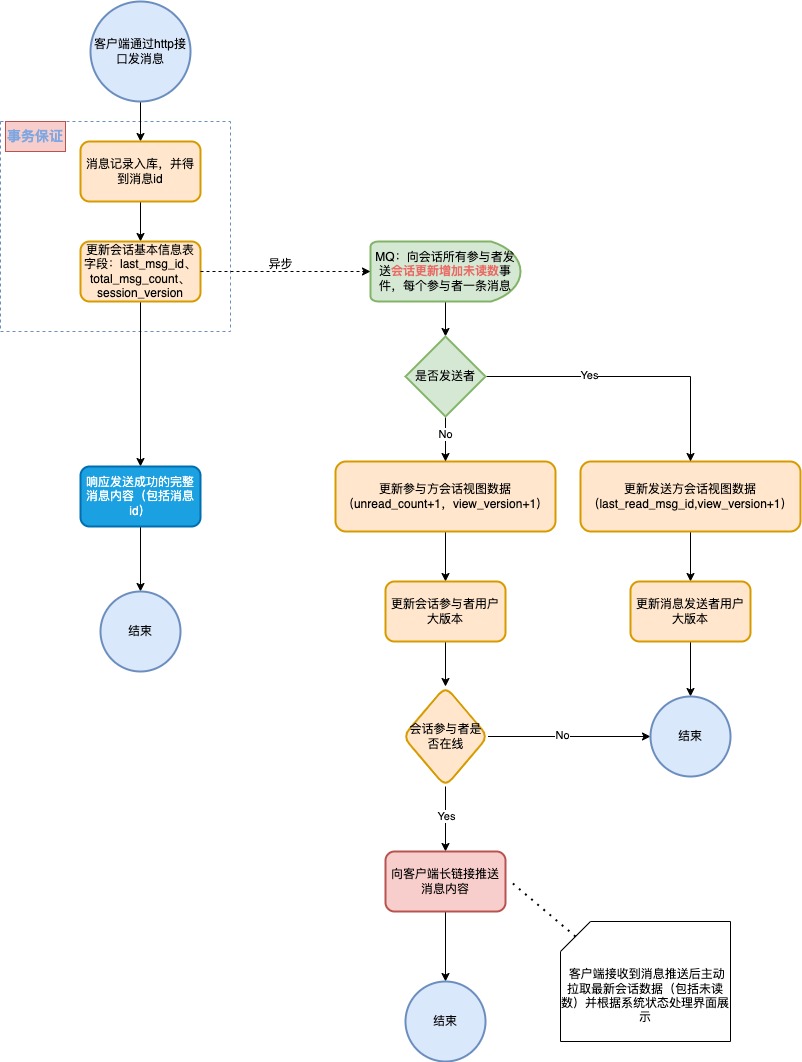 客户端通过http接
口发消息
事务保证
消息记录入库，并得
到消息id
更新会话基本信息表
字段：last_msg_id、
total_msg_count、
session_version
异步
MQ：向会话所有参与者发
送会话更新增加未读数事
件，每个参与者一条消息
是否发送者
Yes
No
响应发送成功的完整
消息内容（包括消息
id）
更新参与方会话视图数据
（unread_count+1，view_version+1）
更新发送方会话视图数据
（last_read_msg_id,view_version+1）
结束
更新会话参与者用户
大版本
更新消息发送者用户
大版本
会话参与者是
否在线
No
结束
Yes
向客户端长链接推送
消息内容
客户端接收到消息推送后主动
拉取最新会话数据（包括未读
数）并根据系统状态处理界面展
示
结束